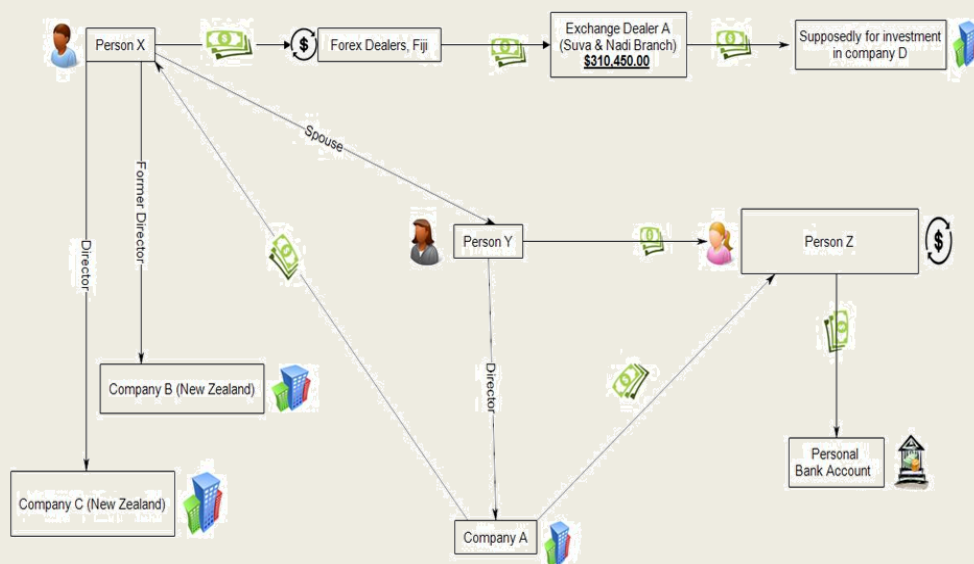 Person X
Forex Dealers, Fiji
Exchange Dealer A
(Suva & Nadi Branch)
$310,450.00
Supposedly for investment
in company D
Spouse
Former Director
Director
Person Y
Person Z
Director
Company B (New Zealand)
Personal
Bank Account
Company C (New Zealand)
Company A